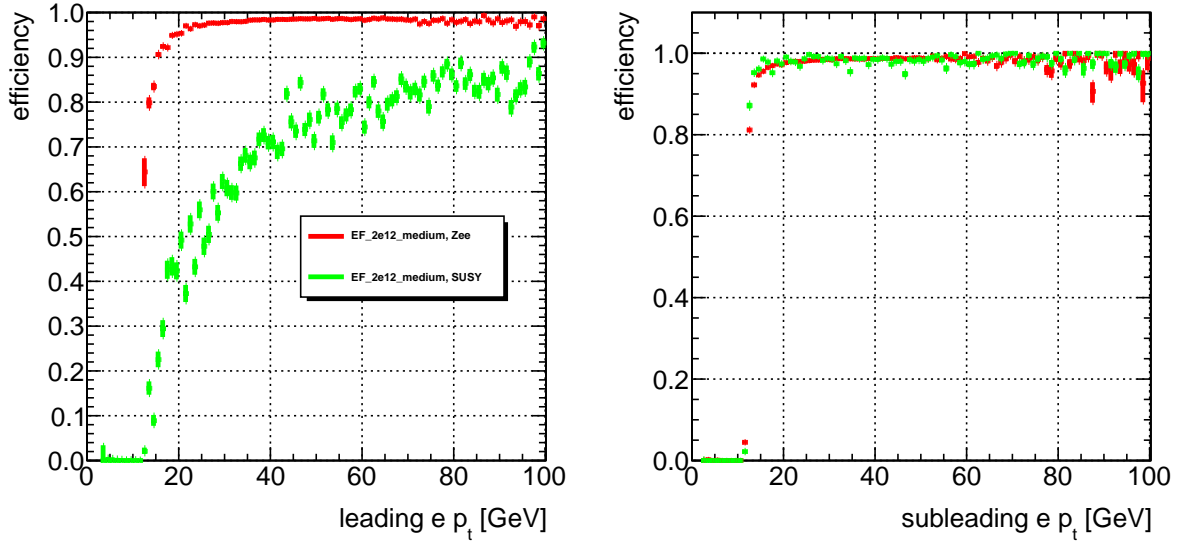 efficiency
1.0
0.9
0.8
0.7
0.6
0.5
0.4
0.3
0.2
0.1
0.0
0 20 40 60 80 100
leading e p_t [GeV]
EF_2e12_medium, Zee
EF_2e12_medium, SUSY
efficiency
1.0
0.8
0.6
0.4
0.2
0.0
0 20 40 60 80 100
subleading e p_t [GeV]